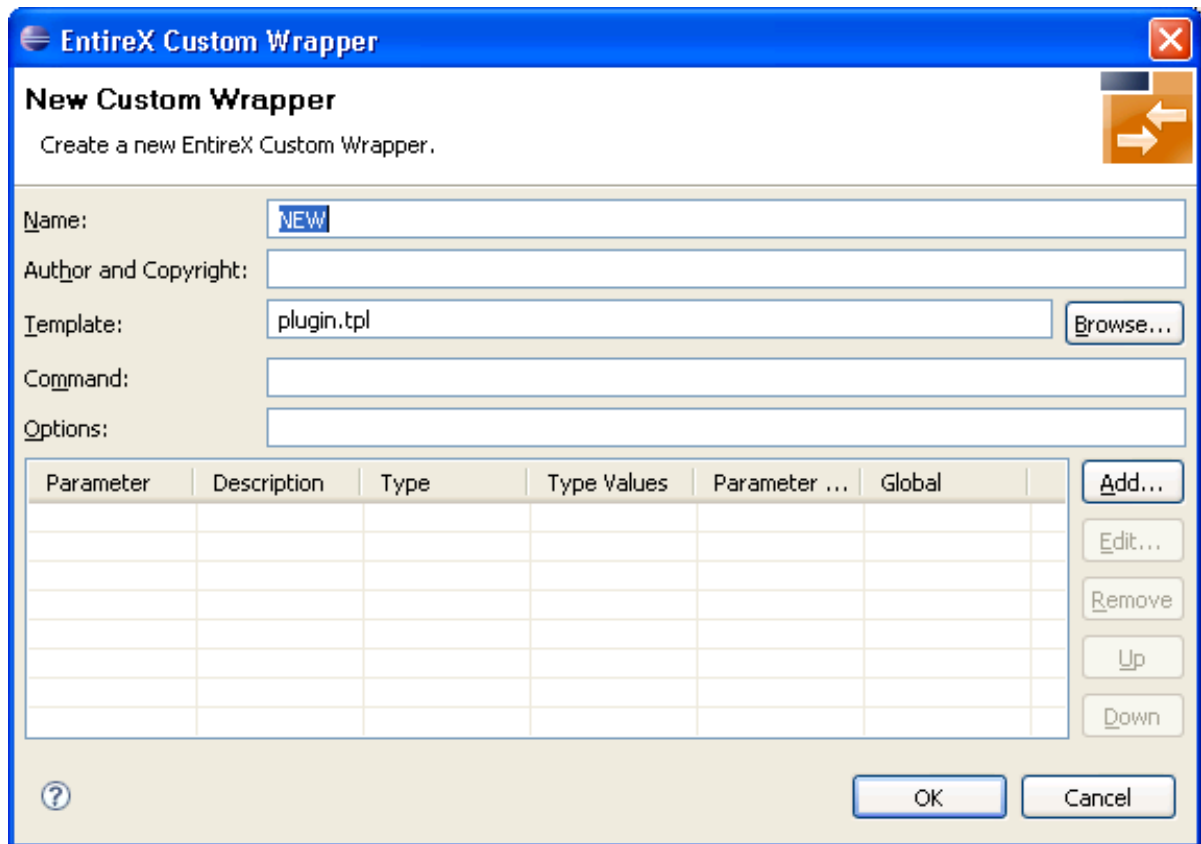 EntireX Custom Wrapper
New Custom Wrapper
Create a new EntireX Custom Wrapper.
Name: NEW
Author and Copyright:
Template: plugin.tpl Browse...
Command:
Options:
Parameter Description Type Type Values Parameter ... Global
Add...
Edit...
Remove
Up
Down
? OK Cancel